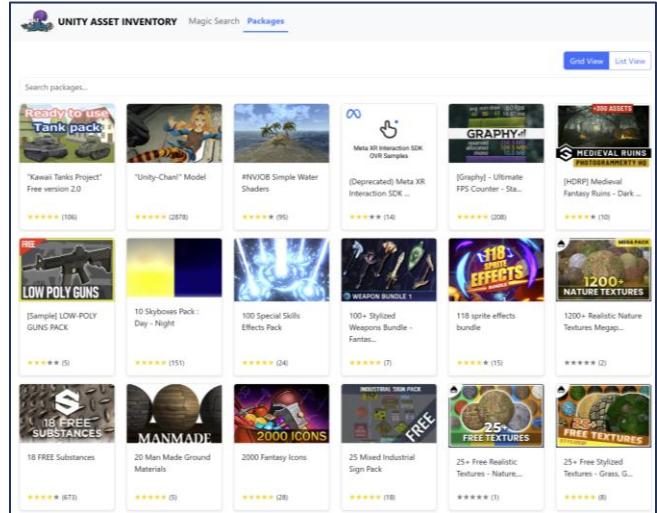 UNITY ASSET INVENTORY Magic Search Packages
Grid View List View
Search packages...
Ready to use
Tank pack
Meta XR Interaction SDK
OVR Samples
GRAPHY
+300 ASSETS
MEDIEVAL RUINS
PHOTOGRAMMERTY HQ
"Kawaii Tanks Project"
Free version 2.0
(106)
"Unity-Chan!" Model
(2878)
#NVJOB Simple Water
Shaders
(95)
(Deprecated) Meta XR
Interaction SDK ...
(14)
[Graphy] - Ultimate
FPS Counter - Sta...
(208)
[HDRP] Medieval
Fantasy Ruins - Dark ...
(10)
FREE
LOW POLY GUNS
WEAPON BUNDLE 1
118
SPRITE
EFFECTS
BUNDLE
MEGA PACK
1200+
NATURE TEXTURES
[Sample] LOW-POLY
GUNS PACK
(5)
10 Skyboxes Pack :
Day - Night
(151)
100 Special Skills
Effects Pack
(24)
100+ Stylized
Weapons Bundle -
Fantas...
(7)
118 sprite effects
bundle
(15)
1200+ Realistic Nature
Textures Megap...
(2)
18 FREE
SUBSTANCES
MANMADE
2000 ICONS
INDUSTRIAL SIGN PACK
FREE
25+
FREE TEXTURES
25+
FREE TEXTURES
STYLIZED
18 FREE Substances
(673)
20 Man Made Ground
Materials
(5)
2000 Fantasy Icons
(28)
25 Mixed Industrial
Sign Pack
(18)
25+ Free Realistic
Textures - Nature,...
(1)
25+ Free Stylized
Textures - Grass, G...
(8)